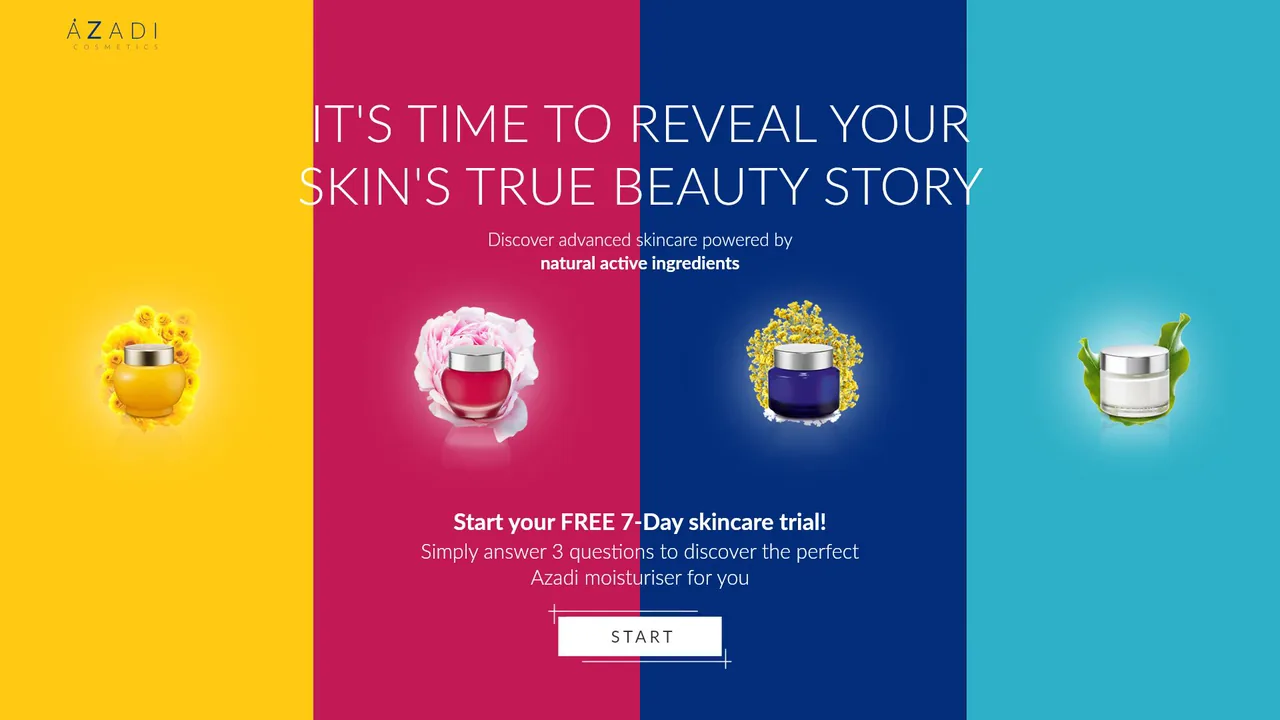 ÁZADI
COSMETICS
IT'S TIME TO REVEAL YOUR
SKIN'S TRUE BEAUTY STORY
Discover advanced skincare powered by
natural active ingredients
Start your FREE 7-Day skincare trial!
Simply answer 3 questions to discover the perfect
Azadi moisturiser for you
START